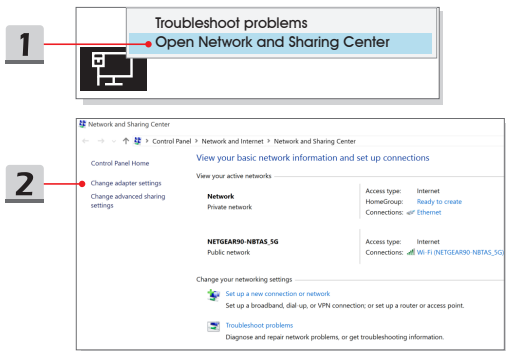 1
Troubleshoot problems
Open Network and Sharing Center
2
Network and Sharing Center
Control Panel > Network and Internet > Network and Sharing Center
Control Panel Home
Change adapter settings
Change advanced sharing
settings
View your basic network information and set up connections
View your active networks
Network
Private network
Access type: Internet
HomeGroup: Ready to create
Connections: Ethernet
NETGEAR90-NBTAS_5G
Public network
Access type: Internet
Connections: Wi-Fi (NETGEAR90-NBTAS_5G)
Change your networking settings
Set up a new connection or network
Set up a broadband, dial-up, or VPN connection; or set up a router or access point.
Troubleshoot problems
Diagnose and repair network problems, or get troubleshooting information.